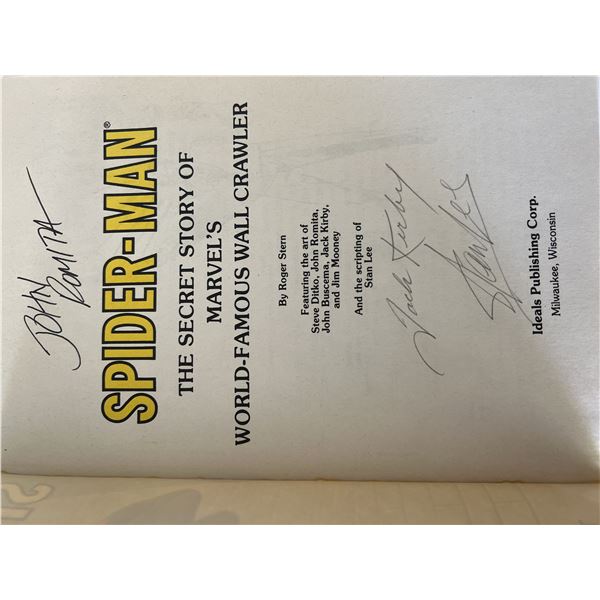 JOHN
ROMITA
SPIDER-MAN®
THE SECRET STORY OF
MARVEL'S
WORLD-FAMOUS WALL CRAWLER
By Roger Stern
Featuring the art of
Steve Ditko, John Romita,
John Buscema, Jack Kirby,
and Jim Mooney
And the scripting of
Stan Lee
Jack Kirby
Stan Lee
Ideals Publishing Corp.
Milwaukee, Wisconsin